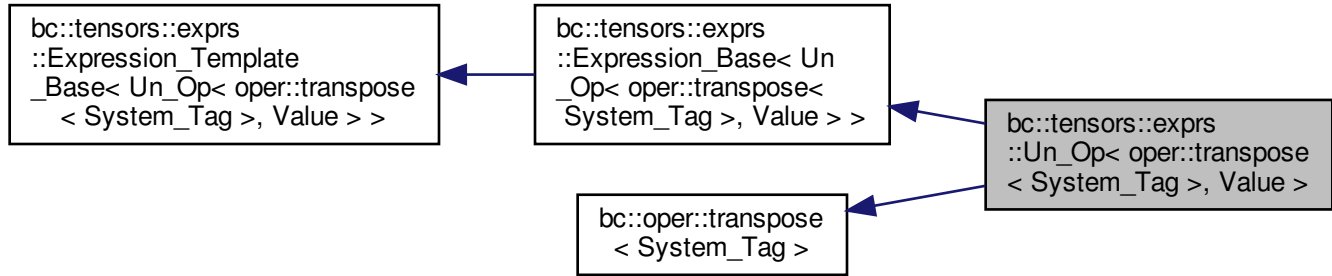 bc::tensors::exprs
::Expression_Template
_Base< Un_Op< oper::transpose
< System_Tag >, Value > >
bc::tensors::exprs
::Expression_Base< Un
_Op< oper::transpose<
System_Tag >, Value > >
bc::tensors::exprs
::Un_Op< oper::transpose
< System_Tag >, Value >
bc::oper::transpose
< System_Tag >